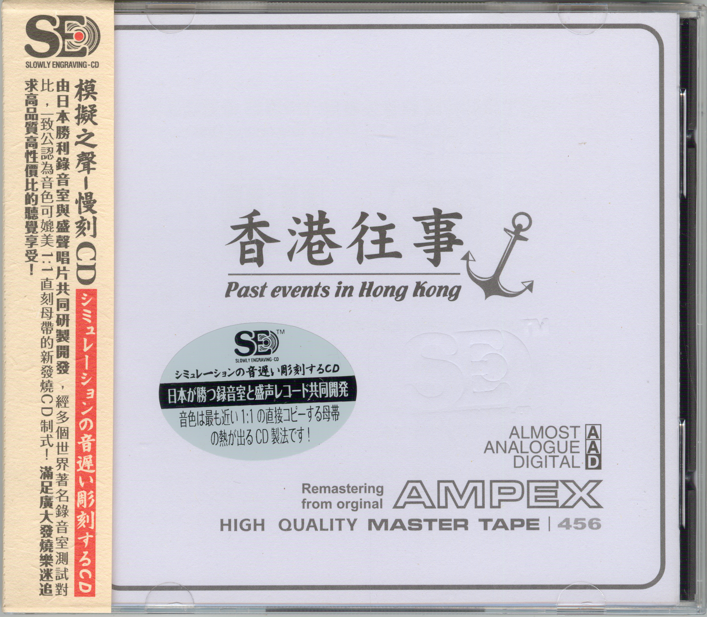 SE
SLOWLY ENGRAVING-CD
模擬之聲-慢刻CD シミュレーションの音遲い彫刻するCD
由日本勝利錄音室與盛聲唱片共同研製開發，經多個世界著名錄音室測試對
比，一致公認為音色可媲美1:1直刻母帶的新發燒CD制式！滿足廣大發燒樂迷追
求高品質高性價比的聽覺享受！
香港往事
Past events in Hong Kong
SE™
SLOWLY ENGRAVING-CD
シミュレーションの音遲い彫刻するCD
日本が勝つ録音室と盛声レコード共同開発
音色は最も近い1:1の直接コピーする母帯
の熱が出るCD製法です！
SE™
ALMOST A
ANALOGUE A
DIGITAL D
Remastering
from orginal AMPEX
HIGH QUALITY MASTER TAPE | 456